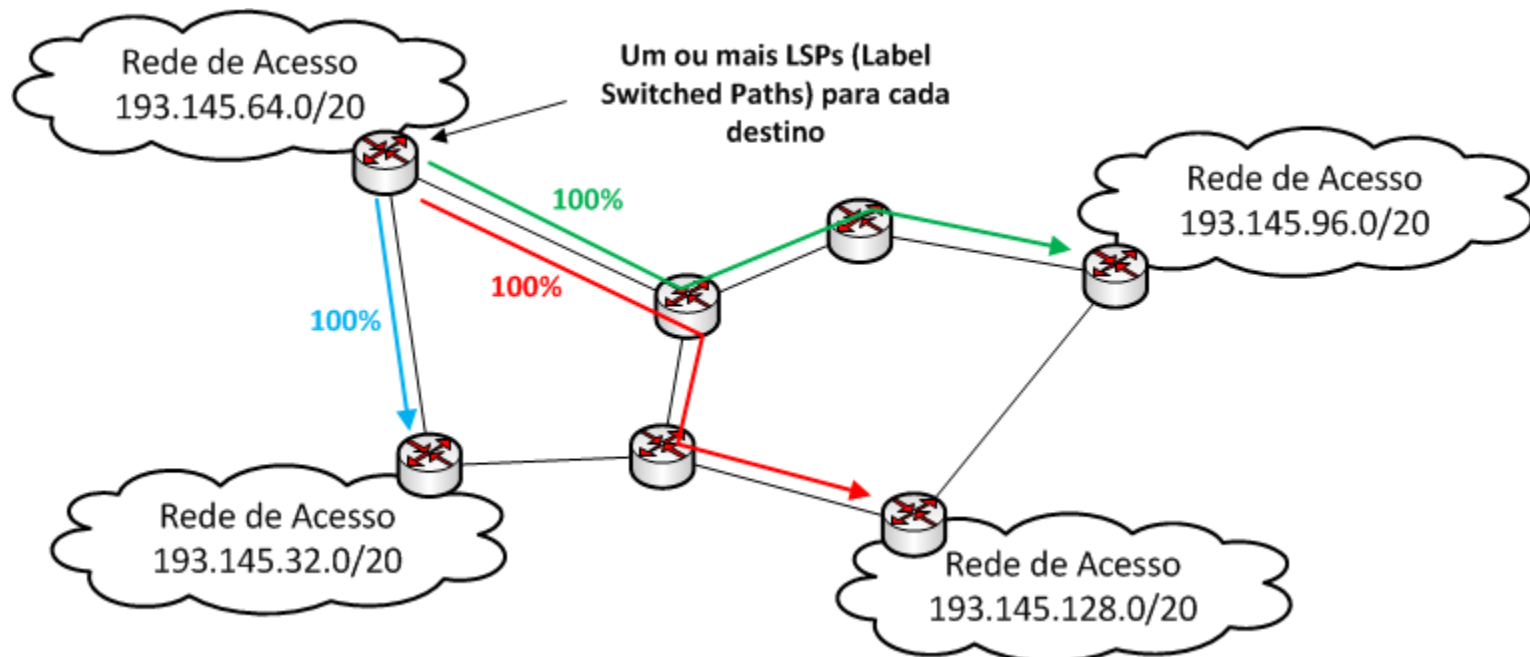 Rede de Acesso
193.145.64.0/20
Um ou mais LSPs (Label
Switched Paths) para cada
destino
Rede de Acesso
193.145.96.0/20
100%
100%
100%
Rede de Acesso
193.145.32.0/20
Rede de Acesso
193.145.128.0/20